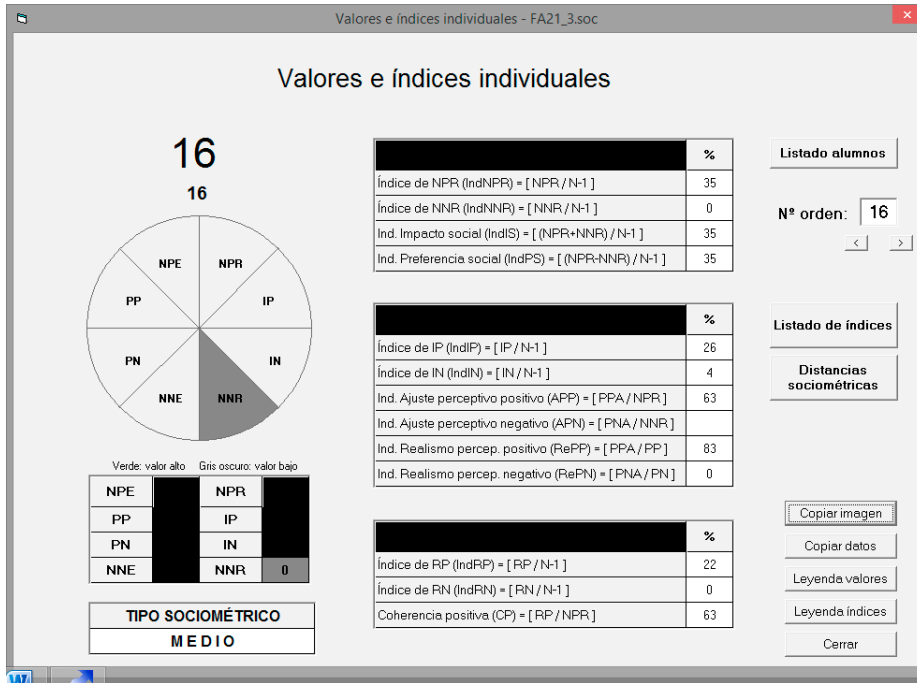 Valores e índices individuales - FA21_3.soc
Valores e índices individuales
16
16
NPE
NPR
PP
IP
PN
IN
NNE
NNR
Verde: valor alto Gris oscuro: valor bajo
NPE NPR
PP IP
PN IN
NNE NNR 0
TIPO SOCIOMÉTRICO
MEDIO
%
Índice de NPR (IndNPR) = [ NPR / N-1 ] 35
Índice de NNR (IndNNR) = [ NNR / N-1 ] 0
Ind. Impacto social (IndIS) = [ (NPR+NNR) / N-1 ] 35
Ind. Preferencia social (IndPS) = [ (NPR-NNR) / N-1 ] 35
%
Índice de IP (IndIP) = [ IP / N-1 ] 26
Índice de IN (IndIN) = [ IN / N-1 ] 4
Ind. Ajuste perceptivo positivo (APP) = [ PPA / NPR ] 63
Ind. Ajuste perceptivo negativo (APN) = [ PNA / NNR ]
Ind. Realismo percep. positivo (RePP) = [ PPA / PP ] 83
Ind. Realismo percep. negativo (RePN) = [ PNA / PN ] 0
%
Índice de RP (IndRP) = [ RP / N-1 ] 22
Índice de RN (IndRN) = [ RN / N-1 ] 0
Coherencia positiva (CP) = [ RP / NPR ] 63
Listado alumnos
Nº orden: 16
< >
Listado de índices
Distancias
sociométricas
Copiar imagen
Copiar datos
Leyenda valores
Leyenda índices
Cerrar